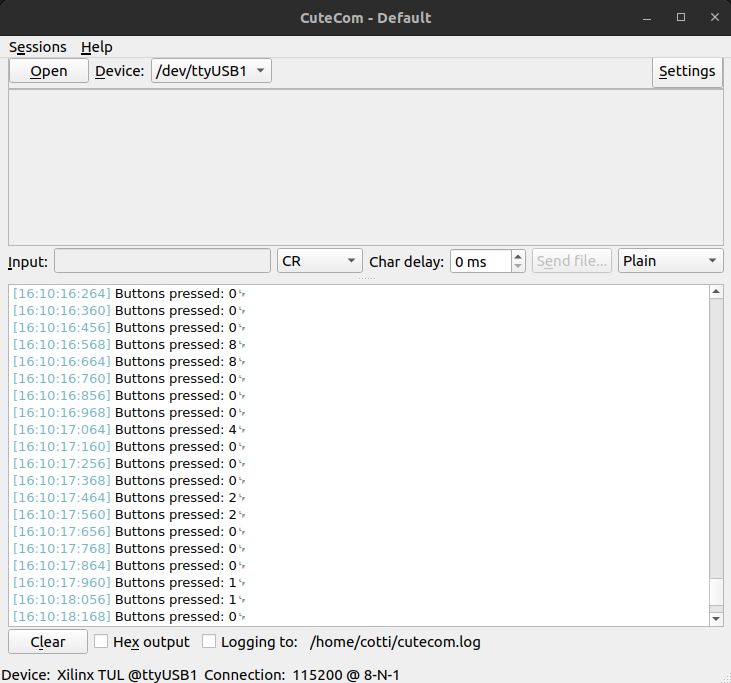 CuteCom - Default
Sessions Help
Open Device: /dev/ttyUSB1 Settings
Input: CR Char delay: 0 ms Send file... Plain
[16:10:16:264] Buttons pressed: 0
[16:10:16:360] Buttons pressed: 0
[16:10:16:456] Buttons pressed: 0
[16:10:16:568] Buttons pressed: 8
[16:10:16:664] Buttons pressed: 8
[16:10:16:760] Buttons pressed: 0
[16:10:16:856] Buttons pressed: 0
[16:10:16:968] Buttons pressed: 0
[16:10:17:064] Buttons pressed: 4
[16:10:17:160] Buttons pressed: 0
[16:10:17:256] Buttons pressed: 0
[16:10:17:368] Buttons pressed: 0
[16:10:17:464] Buttons pressed: 2
[16:10:17:560] Buttons pressed: 2
[16:10:17:656] Buttons pressed: 0
[16:10:17:768] Buttons pressed: 0
[16:10:17:864] Buttons pressed: 0
[16:10:17:960] Buttons pressed: 1
[16:10:18:056] Buttons pressed: 1
[16:10:18:168] Buttons pressed: 0
Clear Hex output Logging to: /home/cotti/cutecom.log
Device: Xilinx TUL @ttyUSB1 Connection: 115200 @ 8-N-1